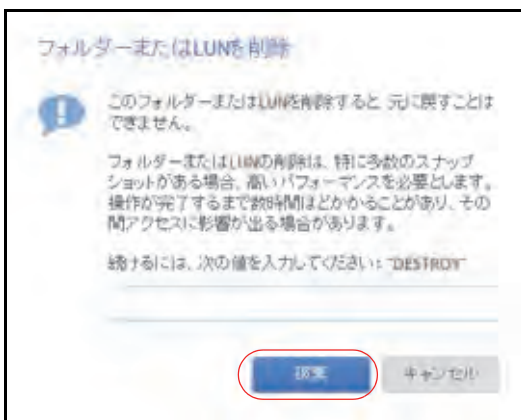 フォルダーまたはLUNを削除
このフォルダーまたはLUNを削除すると、元に戻すことは
できません。
フォルダーまたはLUNの削除は、特に多数のスナップ
ショットがある場合、高いパフォーマンスを必要とします。
操作が完了するまで数時間ほどかかることがあり、その
間アクセスに影響が出る場合があります。
続けるには、次の値を入力してください: "DESTROY"
キャンセル